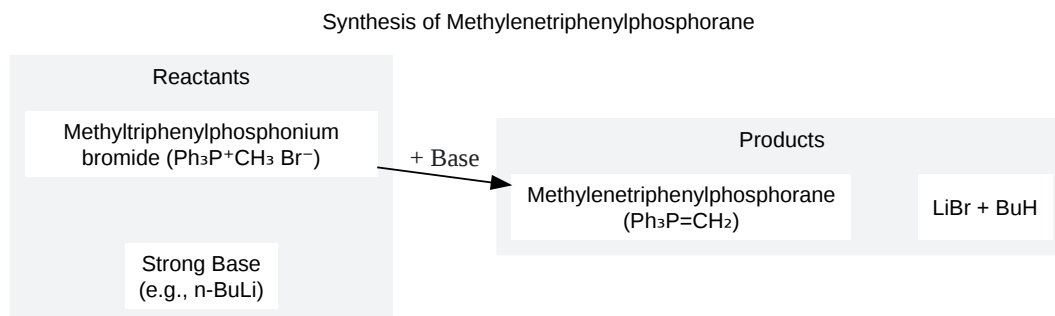 Synthesis of Methylenetriphenylphosphorane
Reactants
Methyltriphenylphosphonium
bromide (Ph₃P⁺CH₃ Br⁻)
+ Base
Strong Base
(e.g., n-BuLi)
Products
Methylenetriphenylphosphorane
(Ph₃P=CH₂)
LiBr + BuH